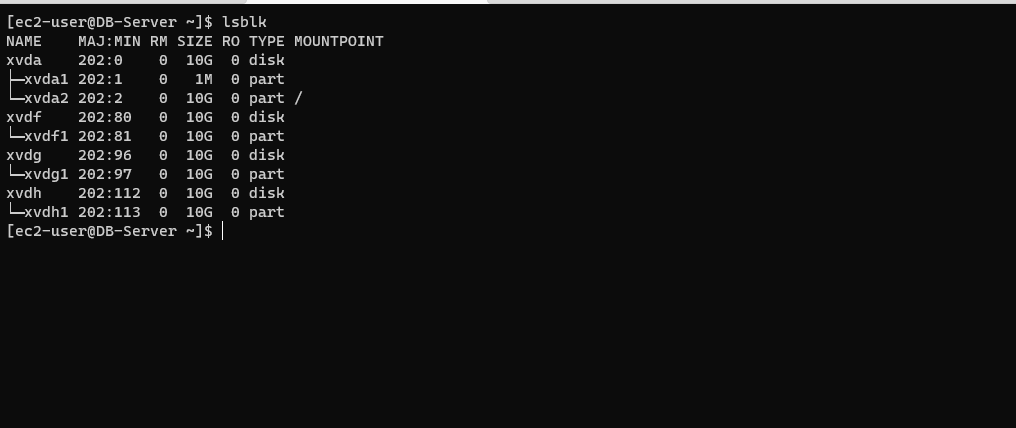 [ec2-user@DB-Server ~]$ lsblk
NAME    MAJ:MIN RM SIZE RO TYPE MOUNTPOINT
xvda    202:0    0  10G  0 disk
├─xvda1 202:1    0   1M  0 part
└─xvda2 202:2    0  10G  0 part /
xvdf    202:80   0  10G  0 disk
└─xvdf1 202:81   0  10G  0 part
xvdg    202:96   0  10G  0 disk
└─xvdg1 202:97   0  10G  0 part
xvdh    202:112  0  10G  0 disk
└─xvdh1 202:113  0  10G  0 part
[ec2-user@DB-Server ~]$